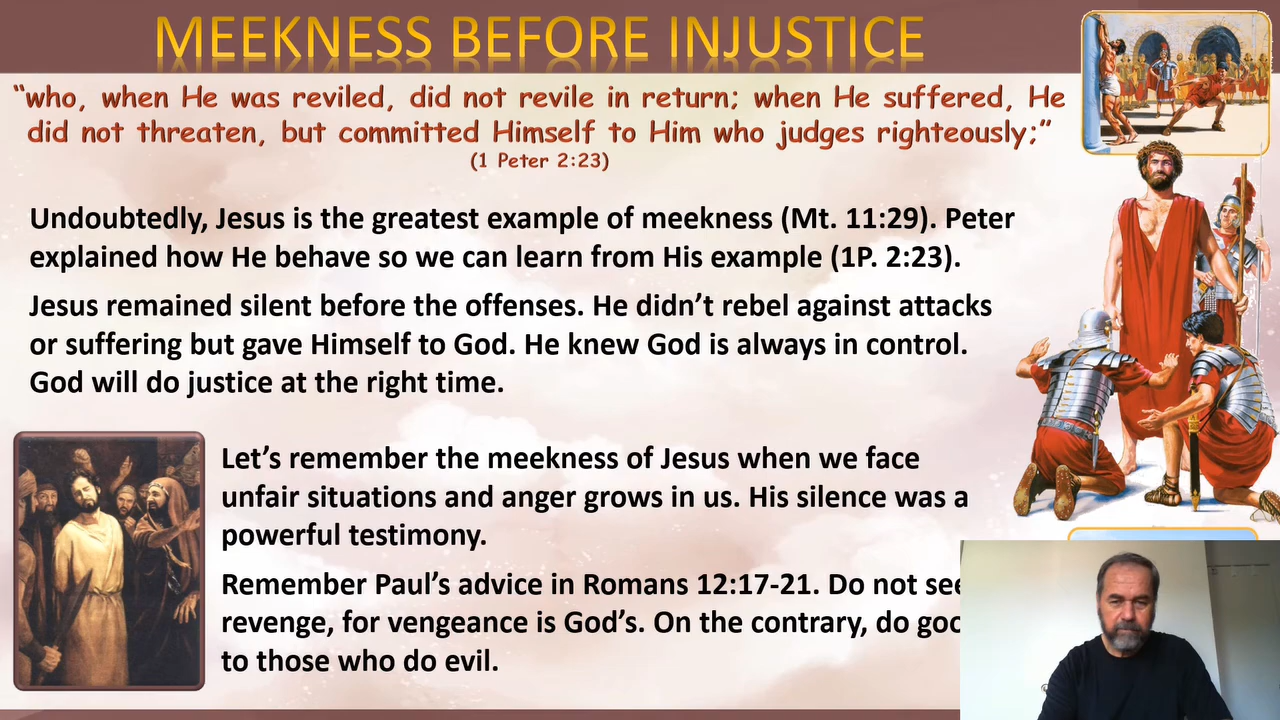 MEEKNESS BEFORE INJUSTICE
“who, when He was reviled, did not revile in return; when He suffered, He
did not threaten, but committed Himself to Him who judges righteously;”
(1 Peter 2:23)
Undoubtedly, Jesus is the greatest example of meekness (Mt. 11:29). Peter
explained how He behave so we can learn from His example (1P. 2:23).
Jesus remained silent before the offenses. He didn’t rebel against attacks
or suffering but gave Himself to God. He knew God is always in control.
God will do justice at the right time.
Let’s remember the meekness of Jesus when we face
unfair situations and anger grows in us. His silence was a
powerful testimony.
Remember Paul’s advice in Romans 12:17-21. Do not
revenge, for vengeance is God’s. On the contrary, do
to those who do evil.